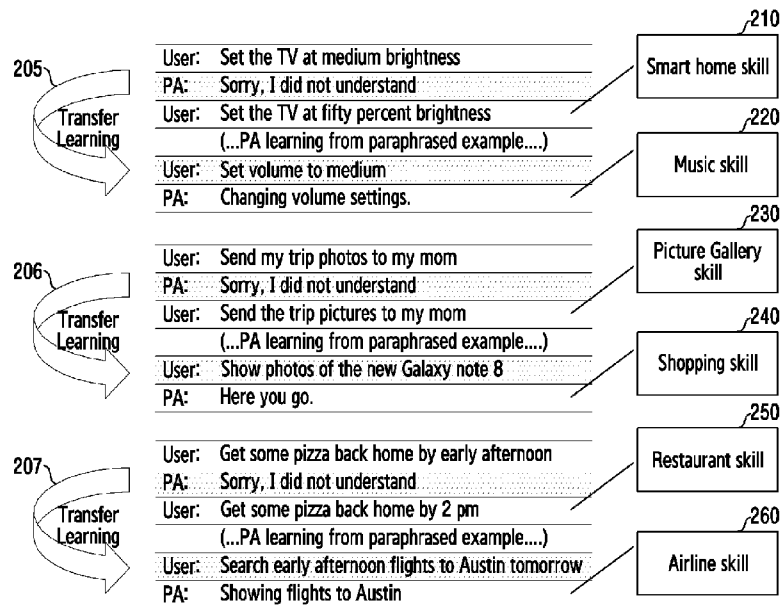 210
205
User: Set the TV at medium brightness
PA: Sorry, I did not understand
User: Set the TV at fifty percent brightness
(...PA learning from paraphrased example....)
User: Set volume to medium
PA: Changing volume settings.
Transfer
Learning
Smart home skill
220
Music skill
230
206
User: Send my trip photos to my mom
PA: Sorry, I did not understand
User: Send the trip pictures to my mom
(...PA learning from paraphrased example....)
User: Show photos of the new Galaxy note 8
PA: Here you go.
Transfer
Learning
Picture Gallery
skill
240
Shopping skill
250
207
User: Get some pizza back home by early afternoon
PA: Sorry, I did not understand
User: Get some pizza back home by 2 pm
(...PA learning from paraphrased example....)
User: Search early afternoon flights to Austin tomorrow
PA: Showing flights to Austin
Transfer
Learning
Restaurant skill
260
Airline skill